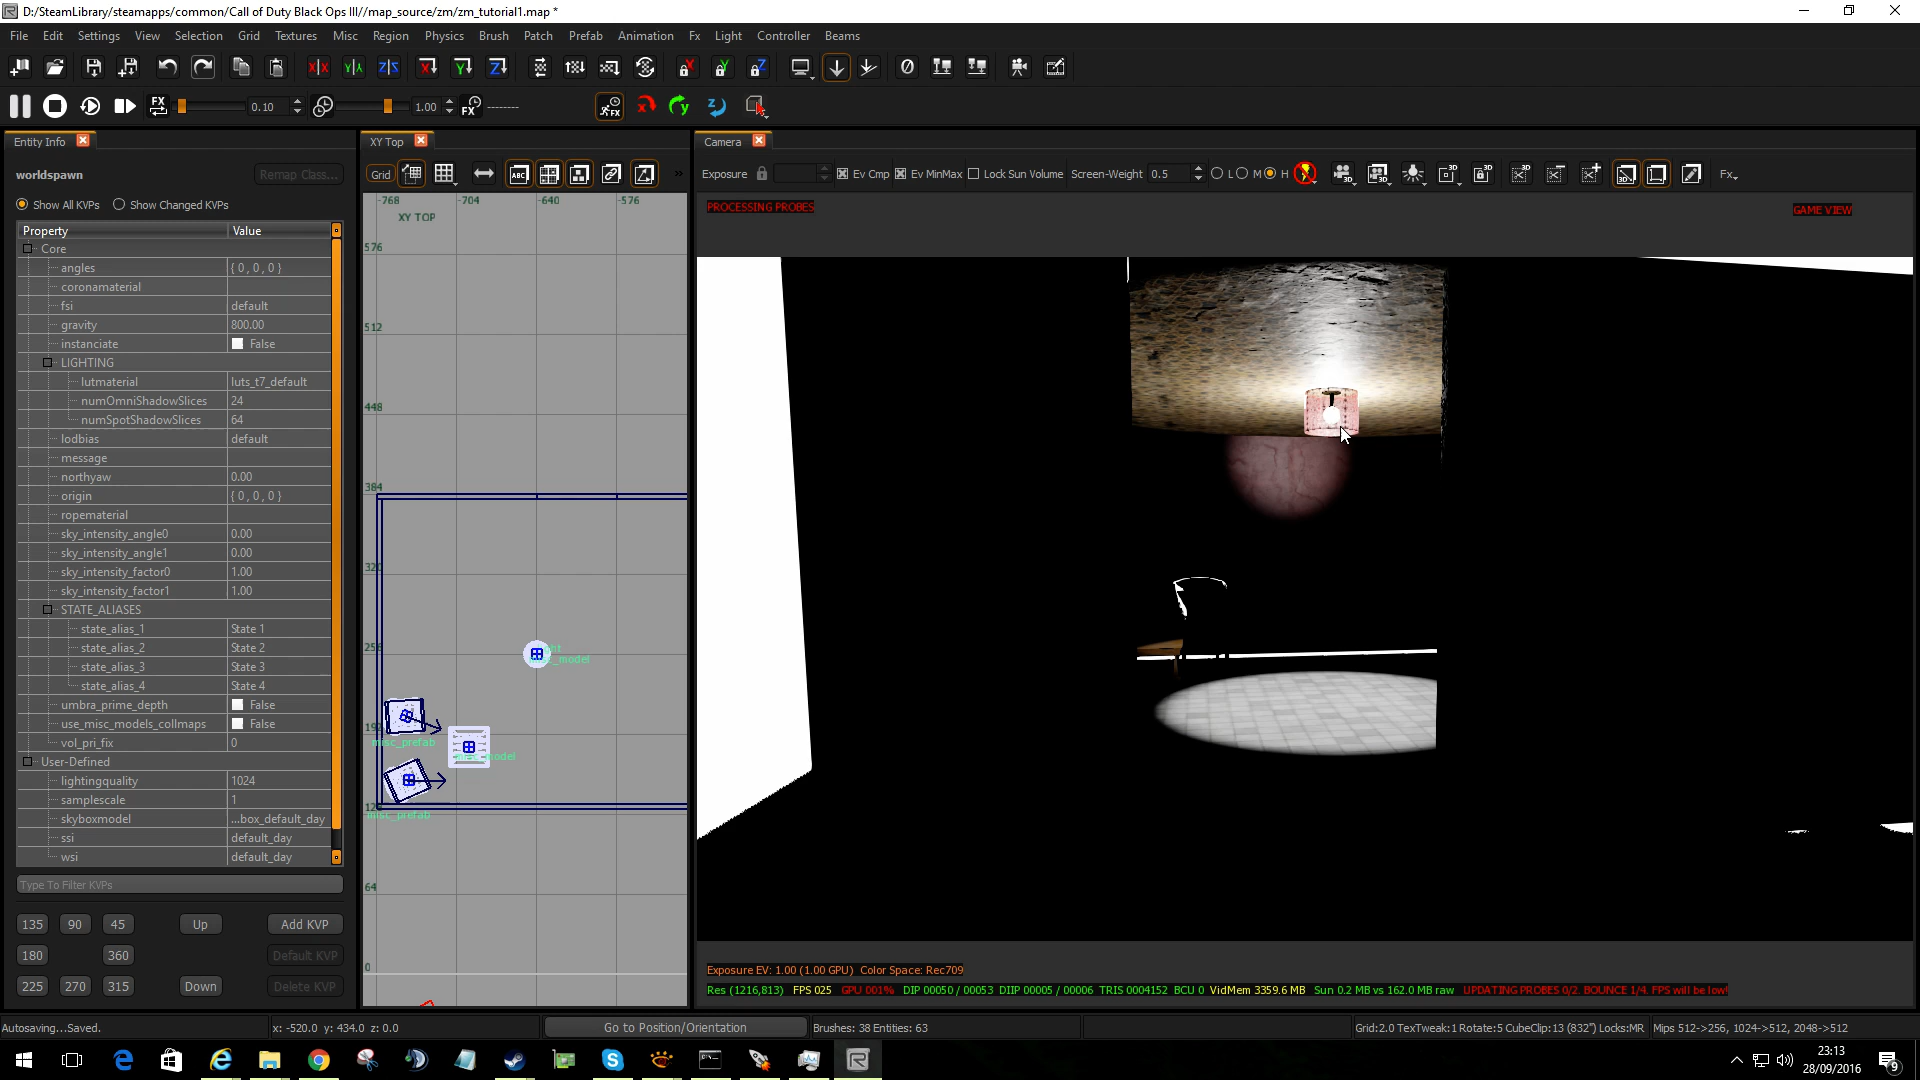 D:/SteamLibrary/steamapps/common/Call of Duty Black Ops III//map_source/zm/zm_tutorial1.map *
File Edit Settings View Selection Grid Textures Misc Region Physics Brush Patch Prefab Animation Fx Light Controller Beams
FX 0.10 1.00 FX --------
Entity Info
XY Top
Camera
worldspawn
Remap Class...
Grid
Exposure Ev Cmp Ev MinMax Lock Sun Volume Screen-Weight 0.5 L M H Fx
Show All KVPs Show Changed KVPs
Property Value
Core
angles { 0 , 0 , 0 }
coronamaterial
fsi default
gravity 800.00
instanciate False
LIGHTING
lutmaterial luts_t7_default
numOmniShadowSlices 24
numSpotShadowSlices 64
lodbias default
message
northyaw 0.00
origin { 0 , 0 , 0 }
ropematerial
sky_intensity_angle0 0.00
sky_intensity_angle1 0.00
sky_intensity_factor0 1.00
sky_intensity_factor1 1.00
STATE_ALIASES
state_alias_1 State 1
state_alias_2 State 2
state_alias_3 State 3
state_alias_4 State 4
umbra_prime_depth False
use_misc_models_collmaps False
vol_pri_fix 0
User-Defined
lightingquality 1024
samplescale 1
skyboxmodel ...box_default_day
ssi default_day
wsi default_day
Type To Filter KVPs
135 90 45 Up Add KVP
180 360 Default KVP
225 270 315 Down Delete KVP
-768 -704 -640 -576
XY TOP
576
512
448
384
320
misc_prefab
misc_model
misc_prefab
64
0
PROCESSING PROBES
GAME VIEW
Exposure EV: 1.00 (1.00 GPU) Color Space: Rec709
Res (1216,813) FPS 025 GPU 001% DIP 00050 / 00053 DIIP 00005 / 00006 TRIS 0004152 BCU 0 VidMem 3359.6 MB Sun 0.2 MB vs 162.0 MB raw UPDATING PROBES 0/2. BOUNCE 1/4. FPS will be low!
Autosaving...Saved. x: -520.0 y: 434.0 z: 0.0 Go to Position/Orientation Brushes: 38 Entities: 63 Grid:2.0 TexTweak:1 Rotate:5 CubeClip:13 (832") Locks:MR Mips 512->256, 1024->512, 2048->512
23:13
28/09/2016
9